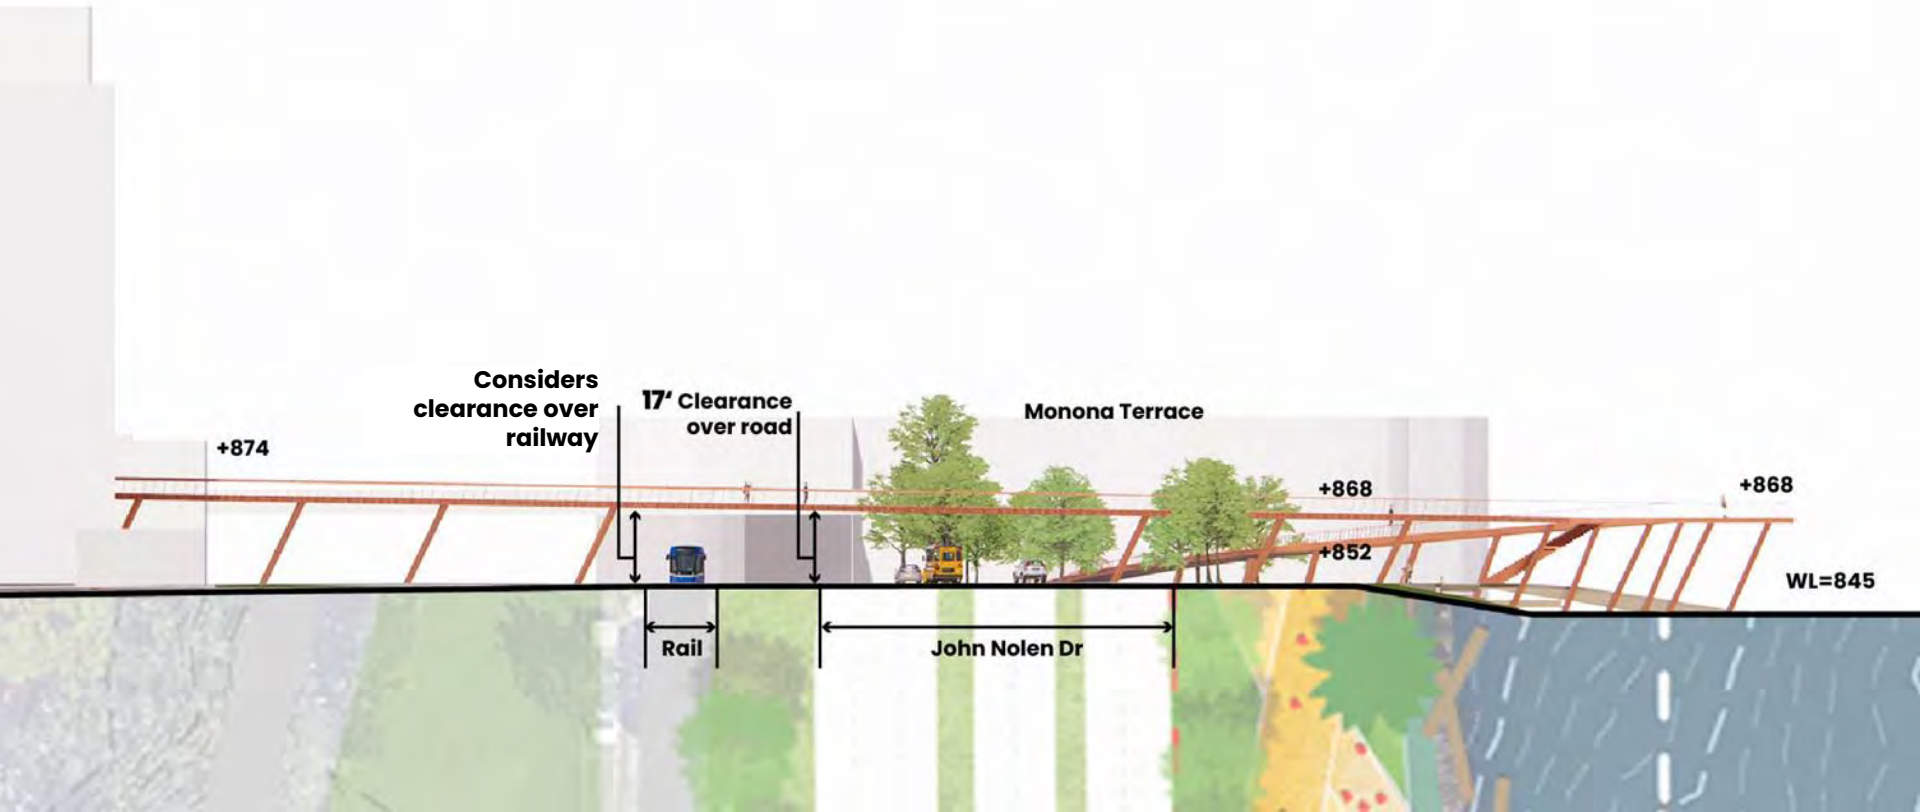 Considers
clearance over
railway
17' Clearance
over road
Monona Terrace
+874
+868
+868
+852
WL=845
Rail
John Nolen Dr